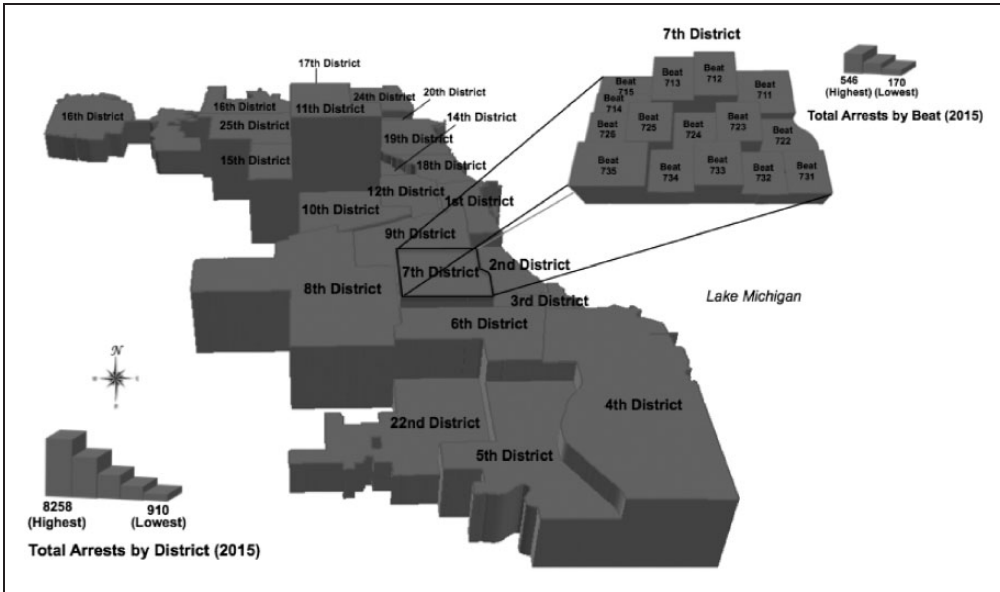 17th District
16th District
16th District
11th District
24th District
20th District
14th District
25th District
19th District
15th District
18th District
12th District
1st District
10th District
9th District
7th District
2nd District
8th District
3rd District
6th District
4th District
22nd District
5th District
Lake Michigan
N
8258
(Highest)
910
(Lowest)
Total Arrests by District (2015)
7th District
Beat
715
Beat
713
Beat
712
Beat
711
Beat
714
Beat
726
Beat
725
Beat
724
Beat
723
Beat
722
Beat
735
Beat
734
Beat
733
Beat
732
Beat
731
546
(Highest)
170
(Lowest)
Total Arrests by Beat (2015)